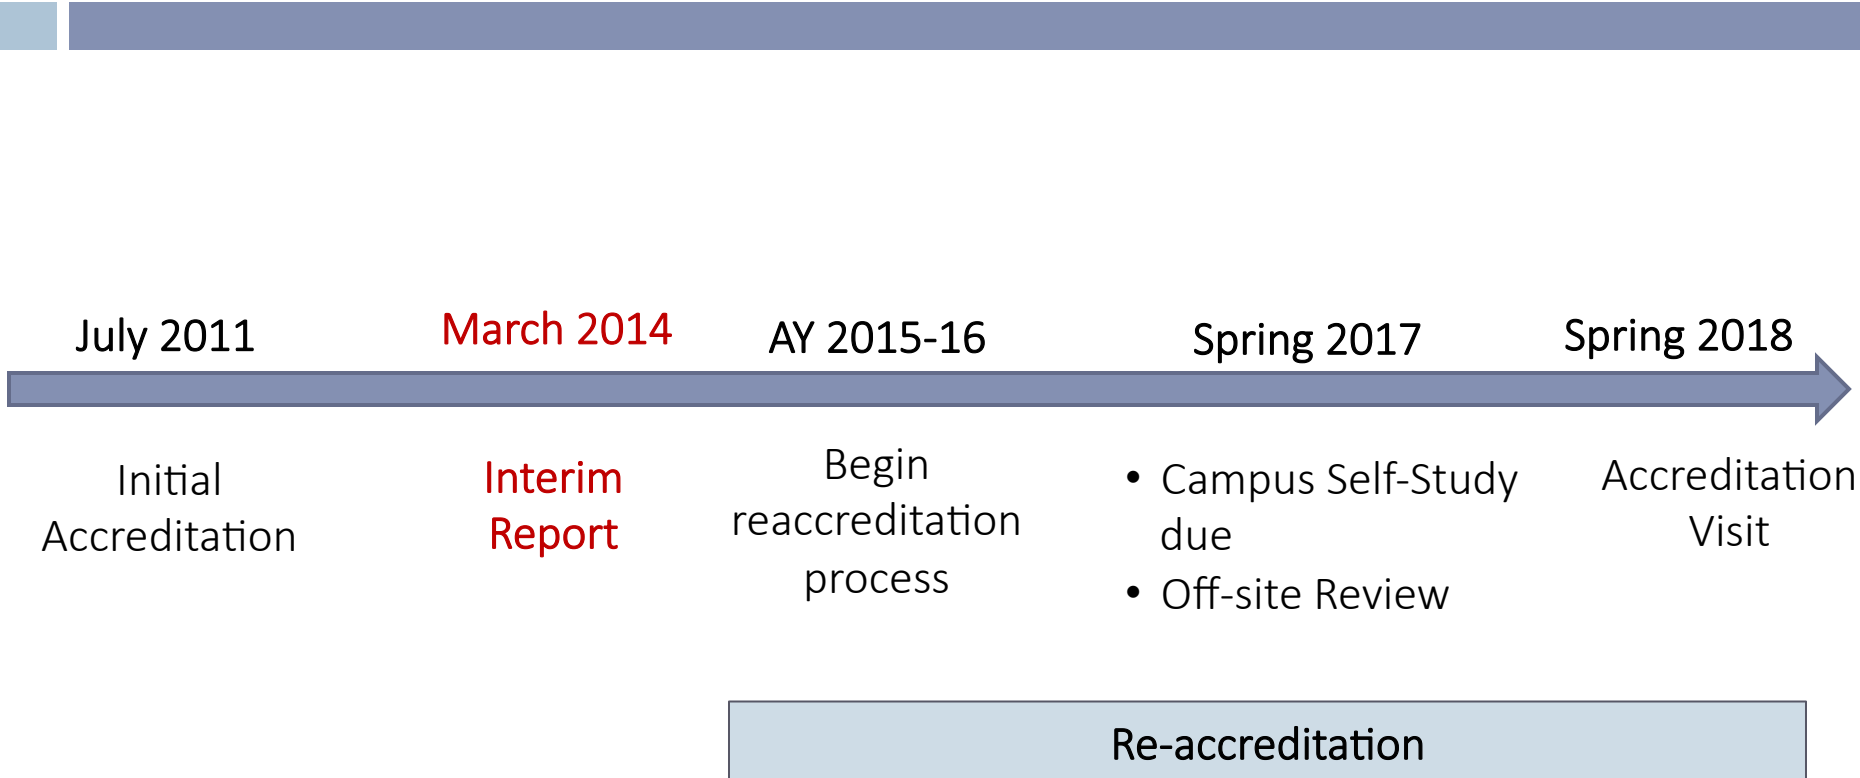 July 2011
March 2014
AY 2015-16
Spring 2017
Spring 2018
Initial
Accreditation
Interim
Report
Begin
reaccreditation
process
• Campus Self-Study
due
• Off-site Review
Accreditation
Visit
Re-accreditation